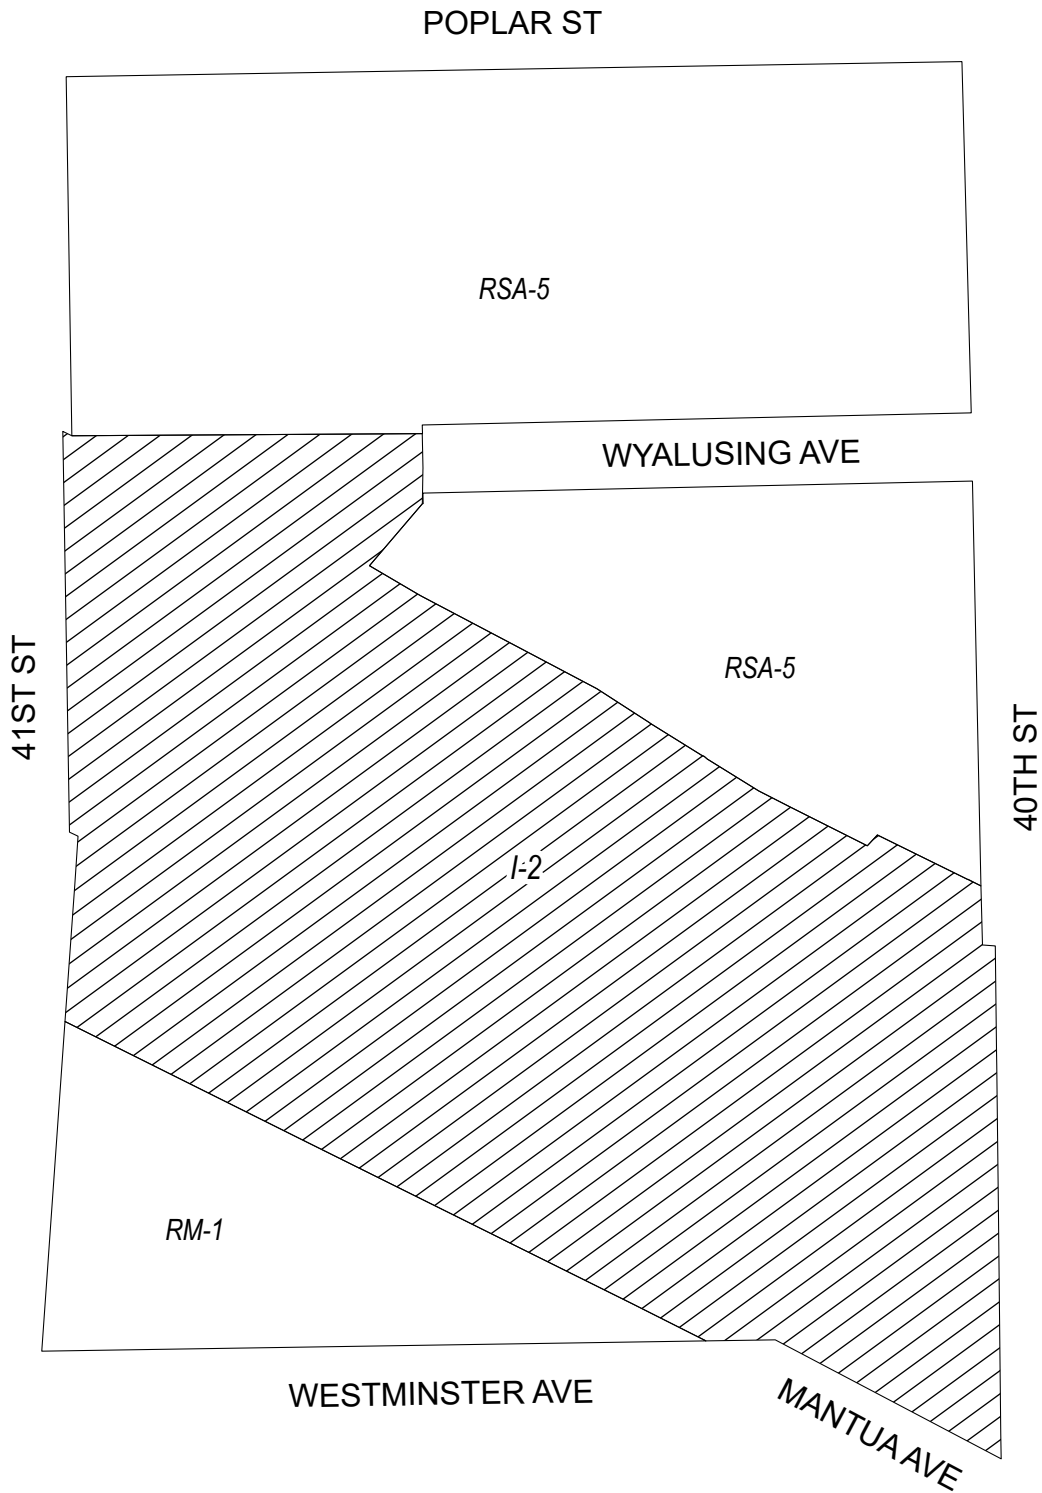 POPLAR ST
RSA-5
WYALUSING AVE
RSA-5
41ST ST
40TH ST
I-2
RM-1
WESTMINSTER AVE
MANTUA AVE